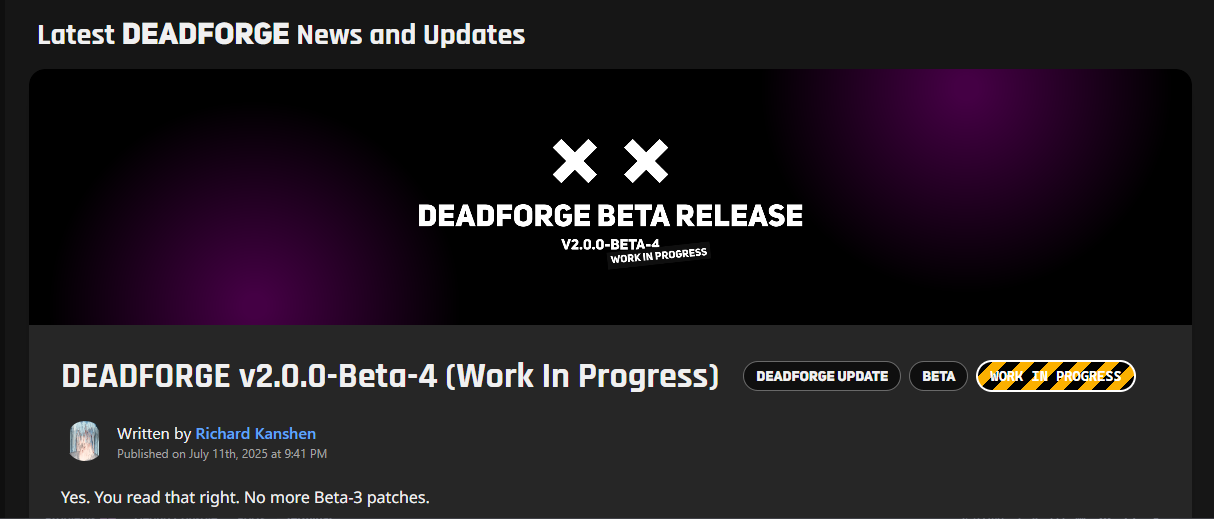 Latest DEADFORGE News and Updates
DEADFORGE BETA RELEASE
V2.0.0-BETA-4
WORK IN PROGRESS
DEADFORGE v2.0.0-Beta-4 (Work In Progress)
DEADFORGE UPDATE
BETA
WORK IN PROGRESS
Written by Richard Kanshen
Published on July 11th, 2025 at 9:41 PM
Yes. You read that right. No more Beta-3 patches.